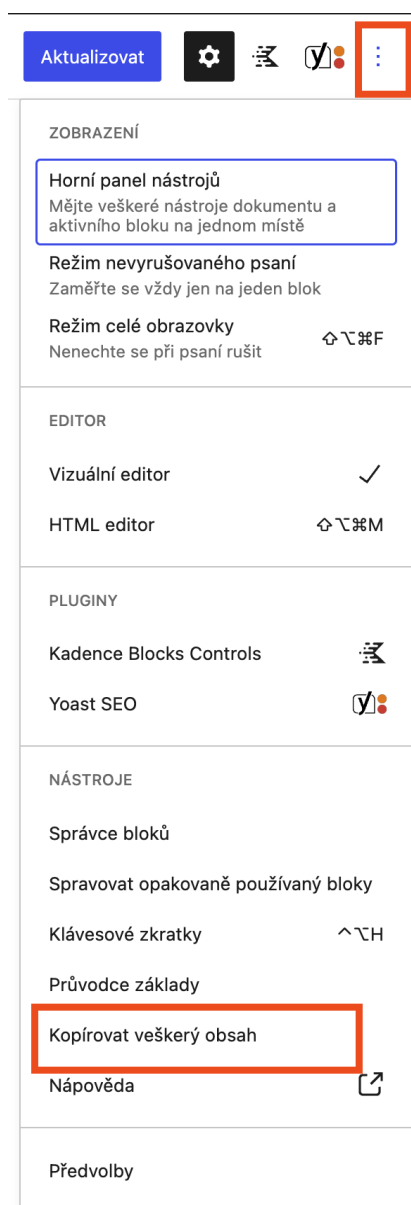 Aktualizovat
ZOBRAZENÍ
Horní panel nástrojů
Mějte veškeré nástroje dokumentu a
aktivního bloku na jednom místě
Režim nevyrušovaného psaní
Zaměřte se vždy jen na jeden blok
Režim celé obrazovky
Nenechte se při psaní rušit
⇧⌥⌘F
EDITOR
Vizuální editor
HTML editor ⇧⌥⌘M
PLUGINY
Kadence Blocks Controls
Yoast SEO
NÁSTROJE
Správce bloků
Spravovat opakovaně používaný bloky
Klávesové zkratky ^⌥H
Průvodce základy
Kopírovat veškerý obsah
Nápověda
Předvolby